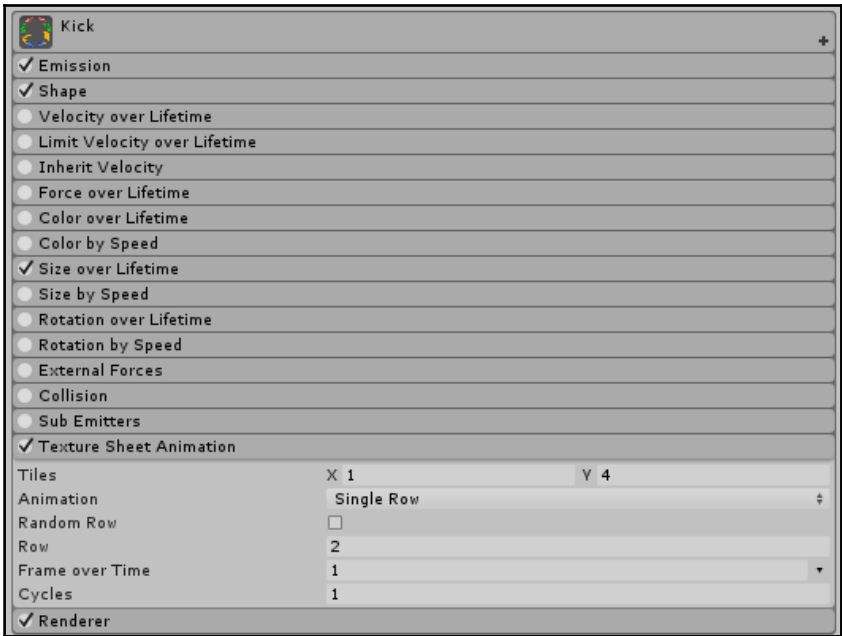 Kick
Emission
Shape
Velocity over Lifetime
Limit Velocity over Lifetime
Inherit Velocity
Force over Lifetime
Color over Lifetime
Color by Speed
Size over Lifetime
Size by Speed
Rotation over Lifetime
Rotation by Speed
External Forces
Collision
Sub Emitters
Texture Sheet Animation
Tiles X 1 Y 4
Animation Single Row
Random Row
Row 2
Frame over Time 1
Cycles 1
Renderer